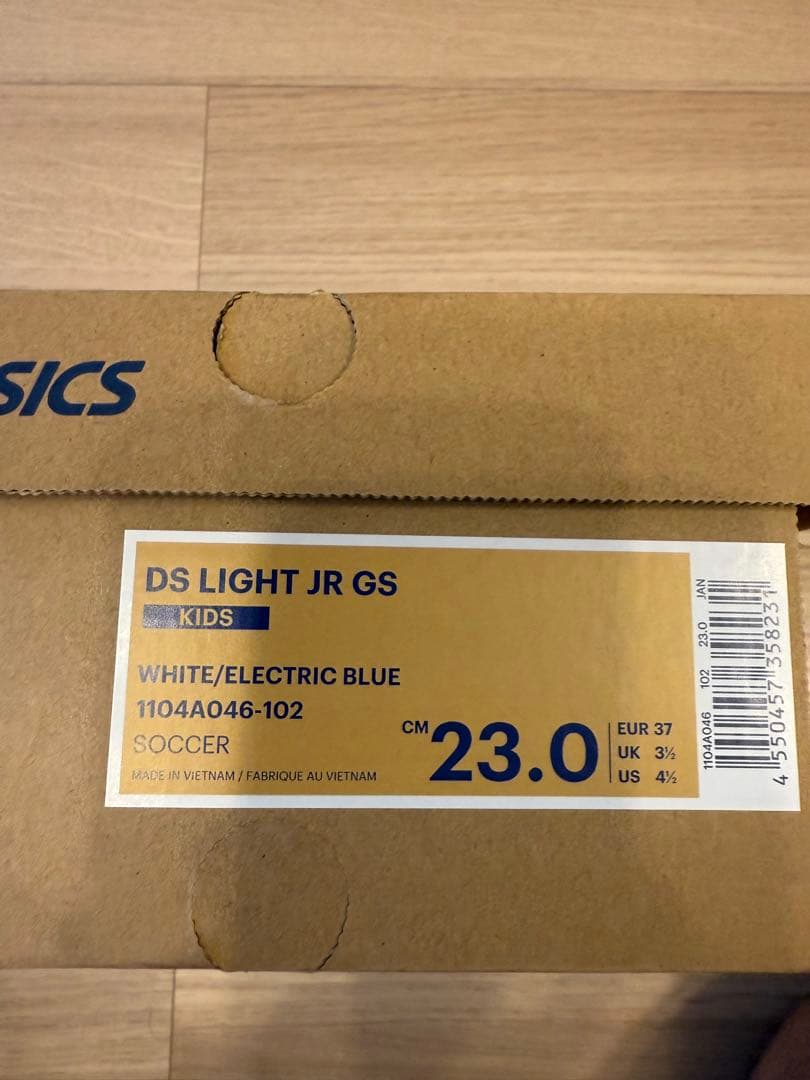 SICS
DS LIGHT JR GS
KIDS
WHITE/ELECTRIC BLUE
1104A046-102
SOCCER
MADE IN VIETNAM / FABRIQUE AU VIETNAM
CM 23.0
EUR 37
UK 3½
US 4½
1104A046 102 23.0 JAN
4 550457 358231